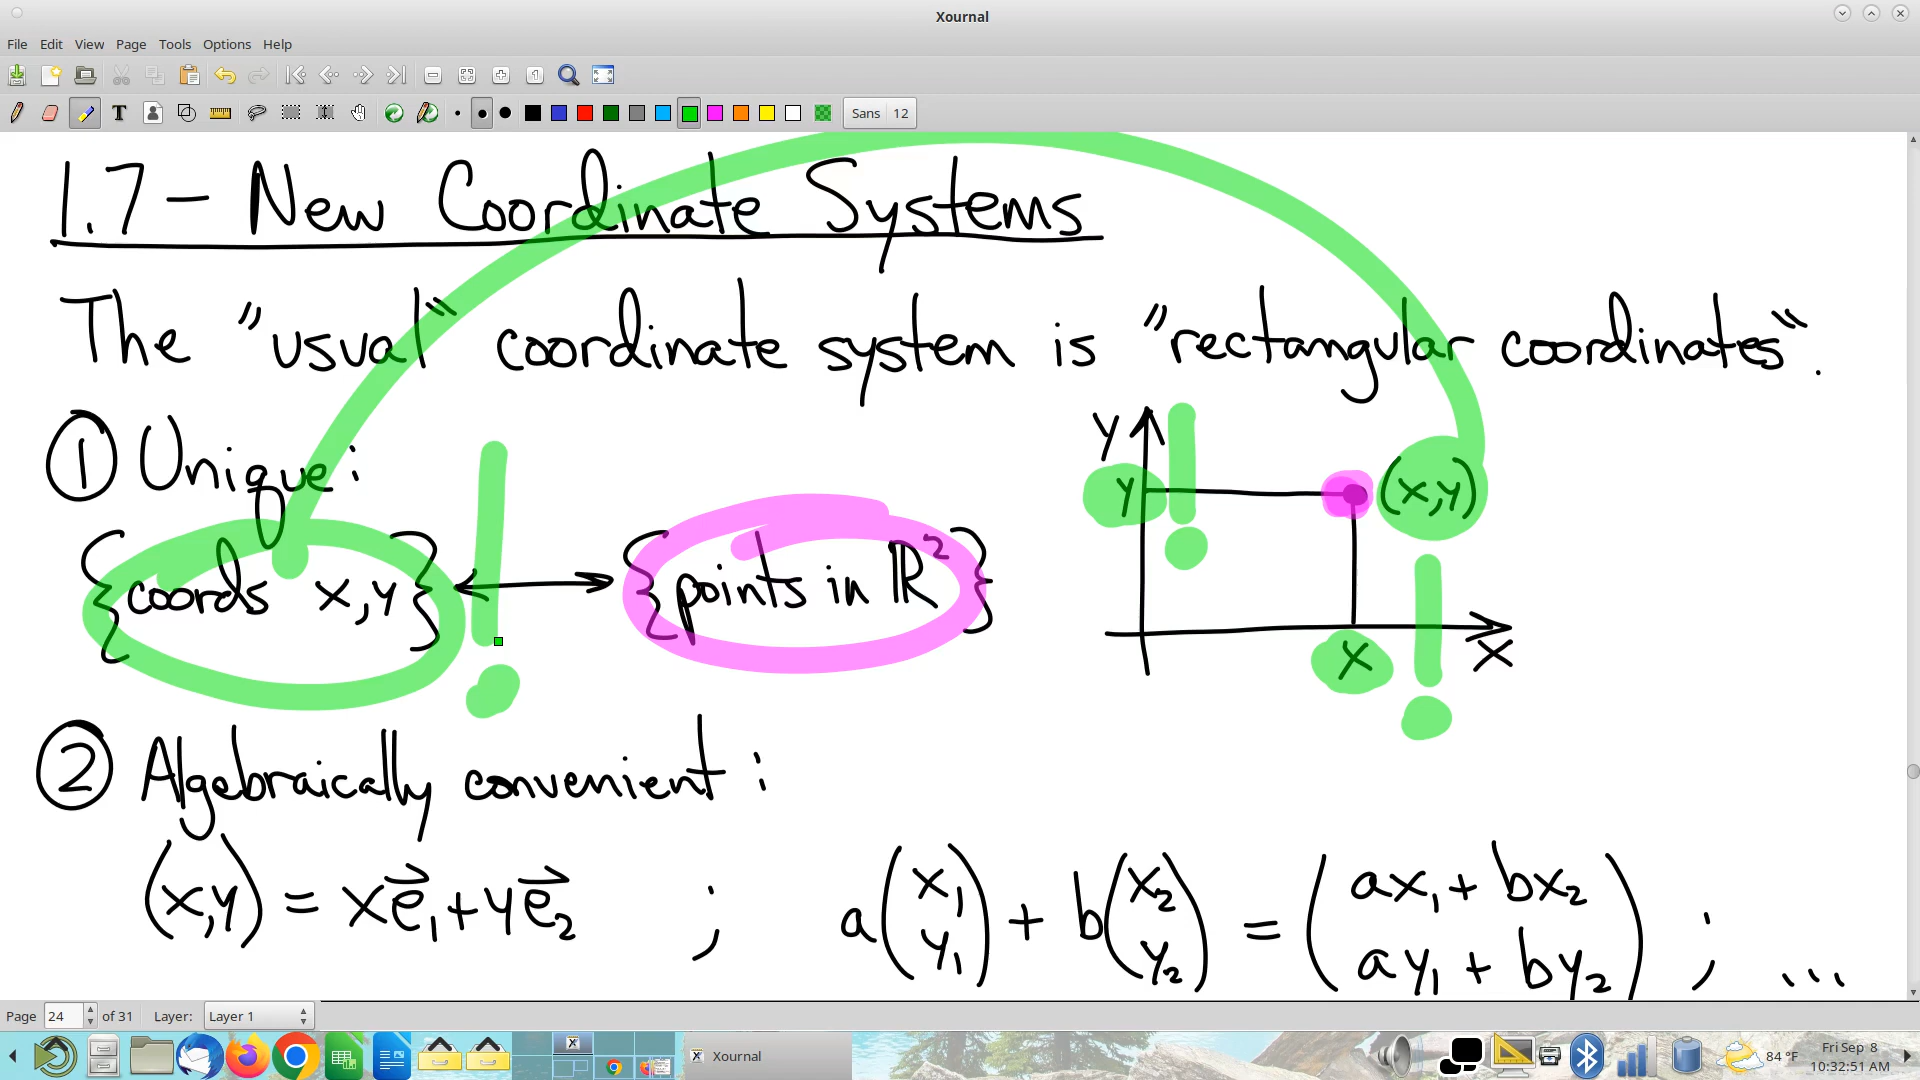 Xournal
File Edit View Page Tools Options Help
T Sans 12
1.7 – New Coordinate Systems
The "usual" coordinate system is "rectangular coordinates".
① Unique:
{coords x,y} ↔ {points in ℝ²}
y
y (x,y)
x x
② Algebraically convenient:
(x,y) = xe⃗₁+ye⃗₂ ; a(x₁ y₁) + b(x₂ y₂) = (ax₁ + bx₂ ay₁ + by₂) ; ...
Page 24 of 31 Layer: Layer 1
Xournal
84 °F
Fri Sep 8
10:32:51 AM